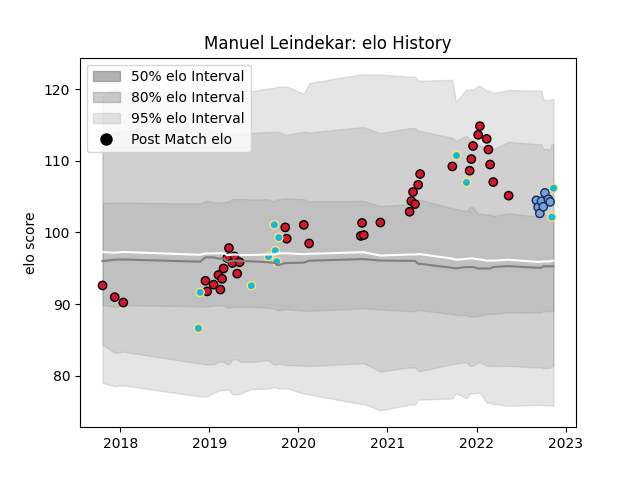 Manuel Leindekar: elo History
50% elo Interval
80% elo Interval
95% elo Interval
Post Match elo
elo score
120
110
100
90
80
2018
2019
2020
2021
2022
2023